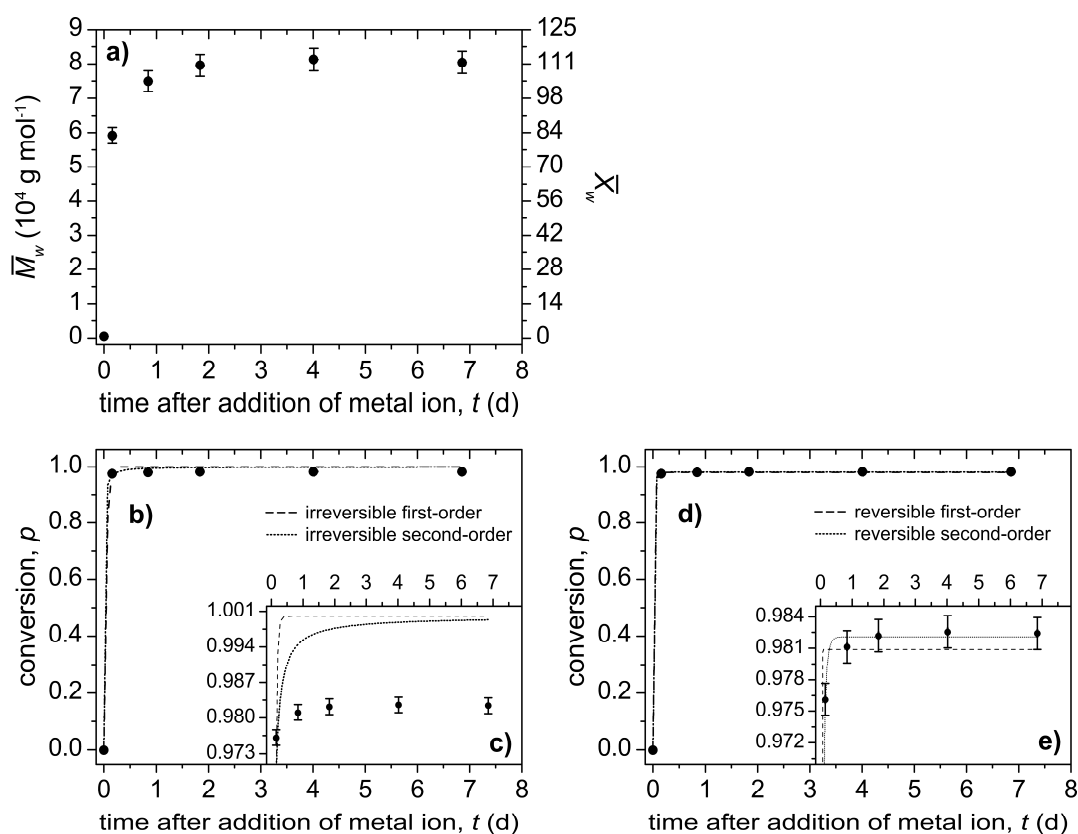 a)
9
8
7
6
5
4
3
2
1
0
M̅w (10⁴ g mol⁻¹)
125
111
98
84
70
56
42
28
14
0
X̅w
0 1 2 3 4 5 6 7 8
time after addition of metal ion, t (d)
b)
1.0
0.8
0.6
0.4
0.2
0.0
conversion, p
irreversible first-order
irreversible second-order
0 1 2 3 4 5 6 7
1.001
0.994
0.987
0.980
0.973
c)
0 1 2 3 4 5 6 7 8
time after addition of metal ion, t (d)
d)
1.0
0.8
0.6
0.4
0.2
0.0
conversion, p
reversible first-order
reversible second-order
0 1 2 3 4 5 6 7
0.984
0.981
0.978
0.975
0.972
e)
0 1 2 3 4 5 6 7 8
time after addition of metal ion, t (d)